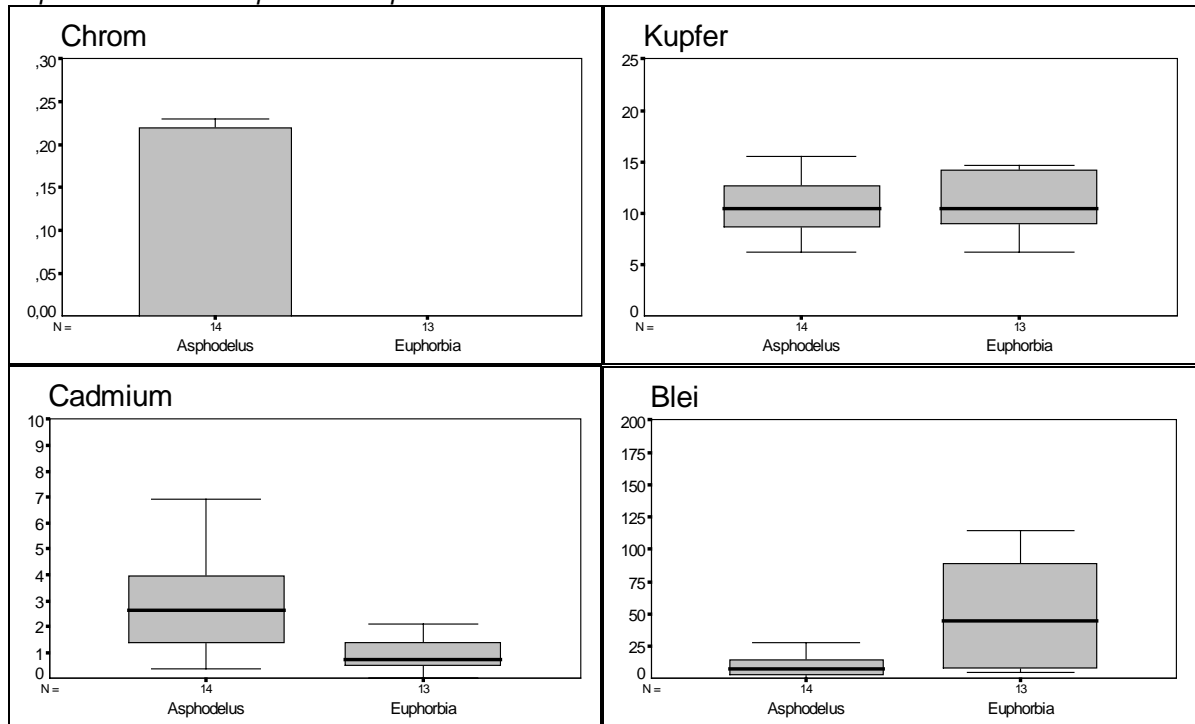 Chrom
,30
,25
,20
,15
,10
,05
0,00
N = 14 13
Asphodelus Euphorbia
Kupfer
25
20
15
10
5
0
N = 14 13
Asphodelus Euphorbia
Cadmium
10
9
8
7
6
5
4
3
2
1
0
N = 14 13
Asphodelus Euphorbia
Blei
200
175
150
125
100
75
50
25
0
N = 14 13
Asphodelus Euphorbia